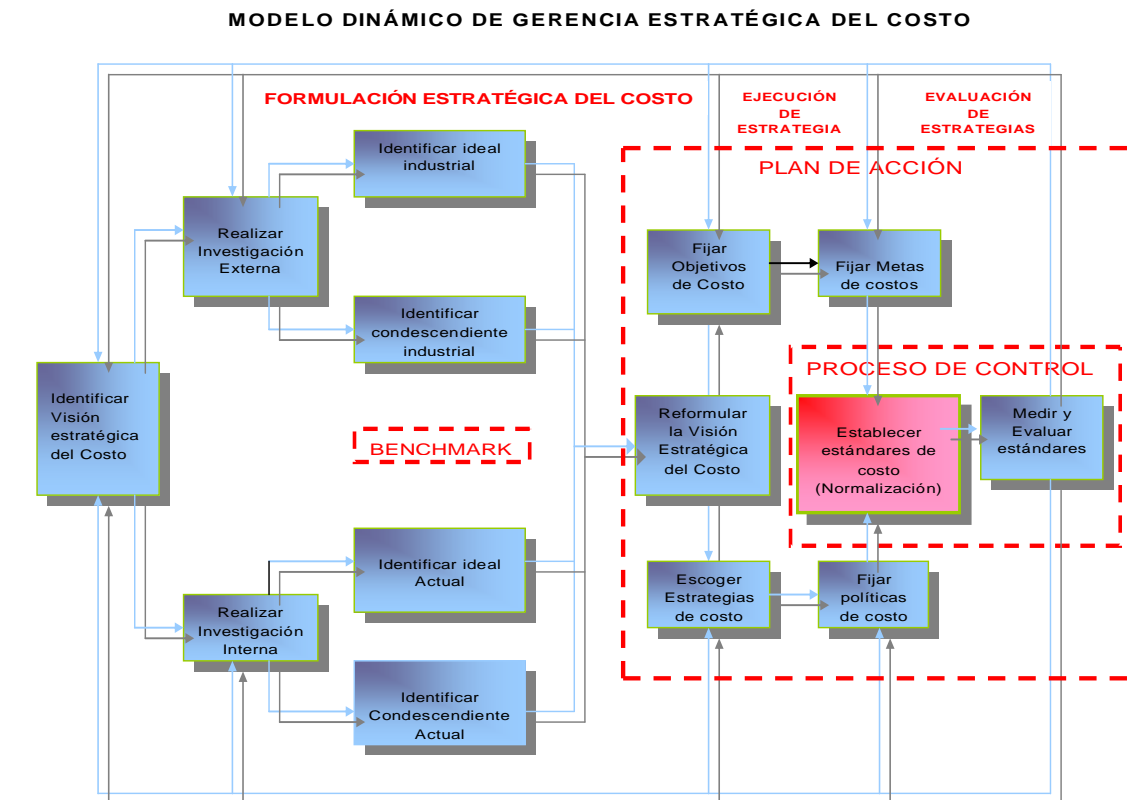 MODELO DINÁMICO DE GERENCIA ESTRATÉGICA DEL COSTO
FORMULACIÓN ESTRATÉGICA DEL COSTO
EJECUCIÓN
DE
ESTRATEGIA
EVALUACIÓN
DE
ESTRATEGIAS
PLAN DE ACCIÓN
Identificar ideal
industrial
Realizar
Investigación
Externa
Identificar
condescendiente
industrial
Fijar
Objetivos
de Costo
Fijar Metas
de costos
PROCESO DE CONTROL
Identificar
Visión
estratégica
del Costo
BENCHMARK
Reformular
la Visión
Estratégica
del Costo
Establecer
estándares de
costo
(Normalización)
Medir y
Evaluar
estándares
Identificar ideal
Actual
Realizar
Investigación
Interna
Identificar
Condescendiente
Actual
Escoger
Estrategias
de costo
Fijar
políticas
de costo